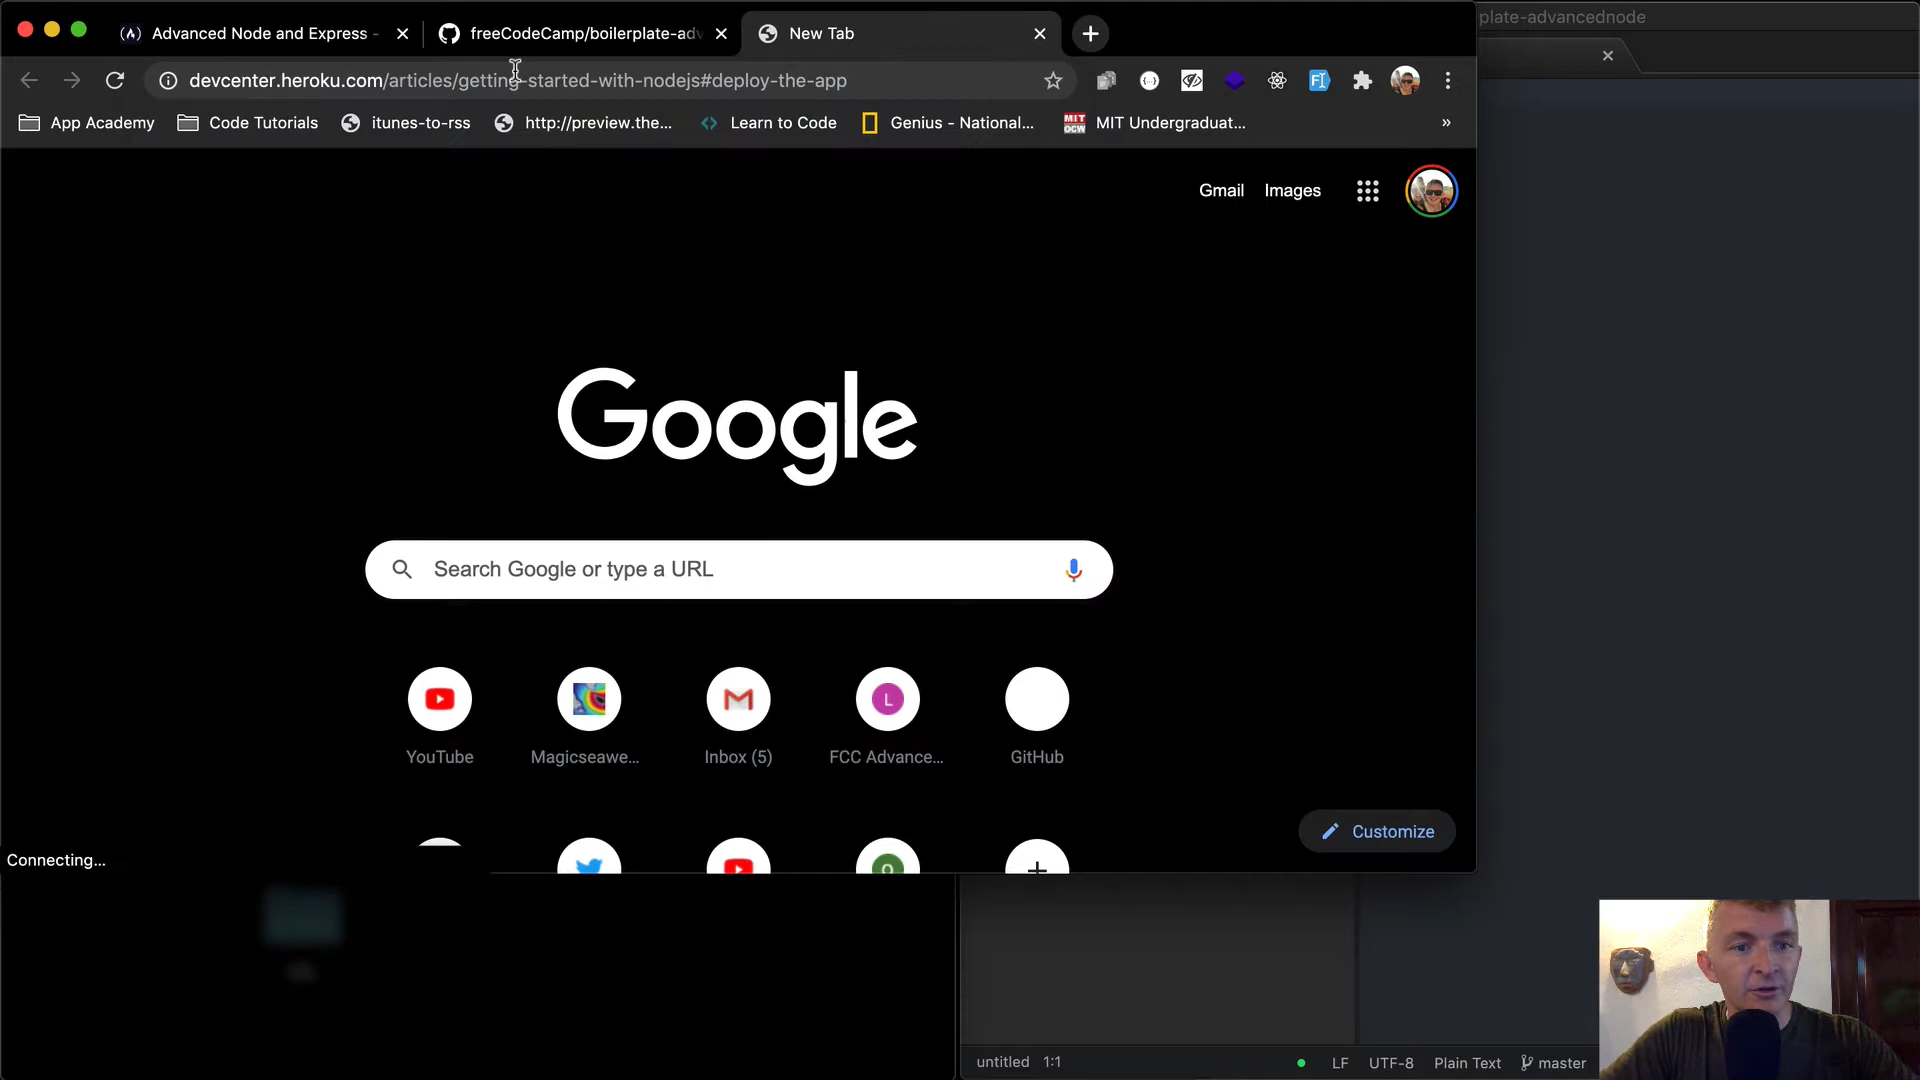 plate-advancednode
Advanced Node and Express -
freeCodeCamp/boilerplate-adv
New Tab
devcenter.heroku.com/articles/getting-started-with-nodejs#deploy-the-app
App Academy
Code Tutorials
itunes-to-rss
http://preview.the...
Learn to Code
Genius - National...
MIT Undergraduat...
»
Gmail
Images
Google
Search Google or type a URL
YouTube
Magicseawe...
Inbox (5)
L
FCC Advance...
GitHub
Customize
Connecting...
untitled 1:1
LF
UTF-8
Plain Text
master